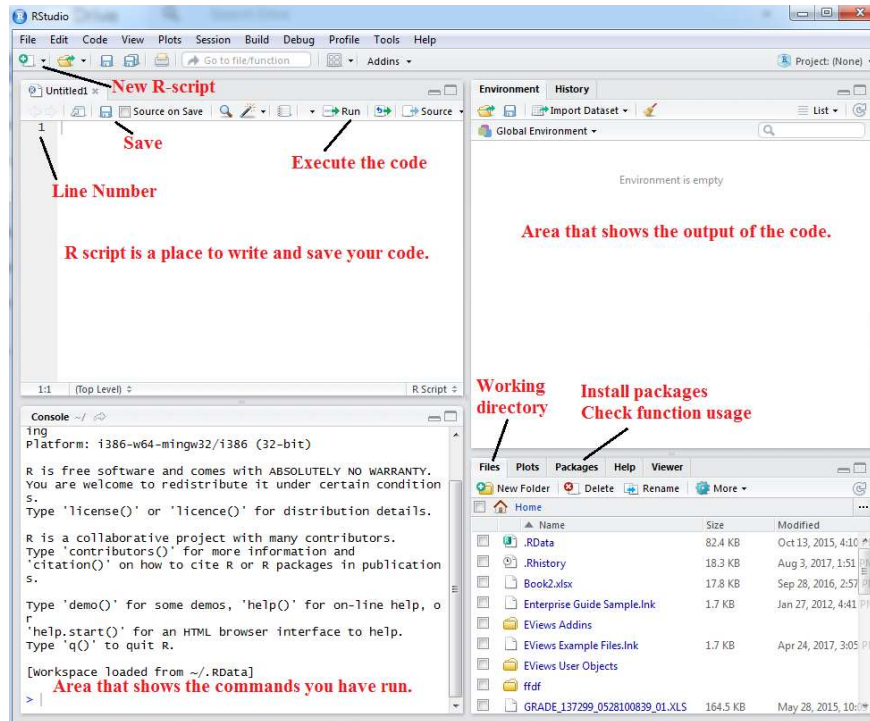 RStudio
File Edit Code View Plots Session Build Debug Profile Tools Help
Go to file/function Addins Project: (None)
New R-script
Untitled1
Source on Save Run Source
1
Save
Execute the code
Line Number
R script is a place to write and save your code.
1:1 (Top Level) R Script
Environment History
Import Dataset List
Global Environment
Environment is empty
Area that shows the output of the code.
Working directory
Install packages
Check function usage
Console ~/
ing
Platform: i386-w64-mingw32/i386 (32-bit)
R is free software and comes with ABSOLUTELY NO WARRANTY.
You are welcome to redistribute it under certain condition
s.
Type 'license()' or 'licence()' for distribution details.
R is a collaborative project with many contributors.
Type 'contributors()' for more information and
'citation()' on how to cite R or R packages in publication
s.
Type 'demo()' for some demos, 'help()' for on-line help, o
r
'help.start()' for an HTML browser interface to help.
Type 'q()' to quit R.
[Workspace loaded from ~/.RData]
Area that shows the commands you have run.
>
Files Plots Packages Help Viewer
New Folder Delete Rename More
Home ...
Name Size Modified
.RData 82.4 KB Oct 13, 2015, 4:10 P
.Rhistory 18.3 KB Aug 3, 2017, 1:51 PM
Book2.xlsx 17.8 KB Sep 28, 2016, 2:57 P
Enterprise Guide Sample.lnk 1.7 KB Jan 27, 2012, 4:41 P
EViews Addins
EViews Example Files.lnk 1.7 KB Apr 24, 2017, 3:05 P
EViews User Objects
ffdf
GRADE_137299_0528100839_01.XLS 164.5 KB May 28, 2015, 10:0